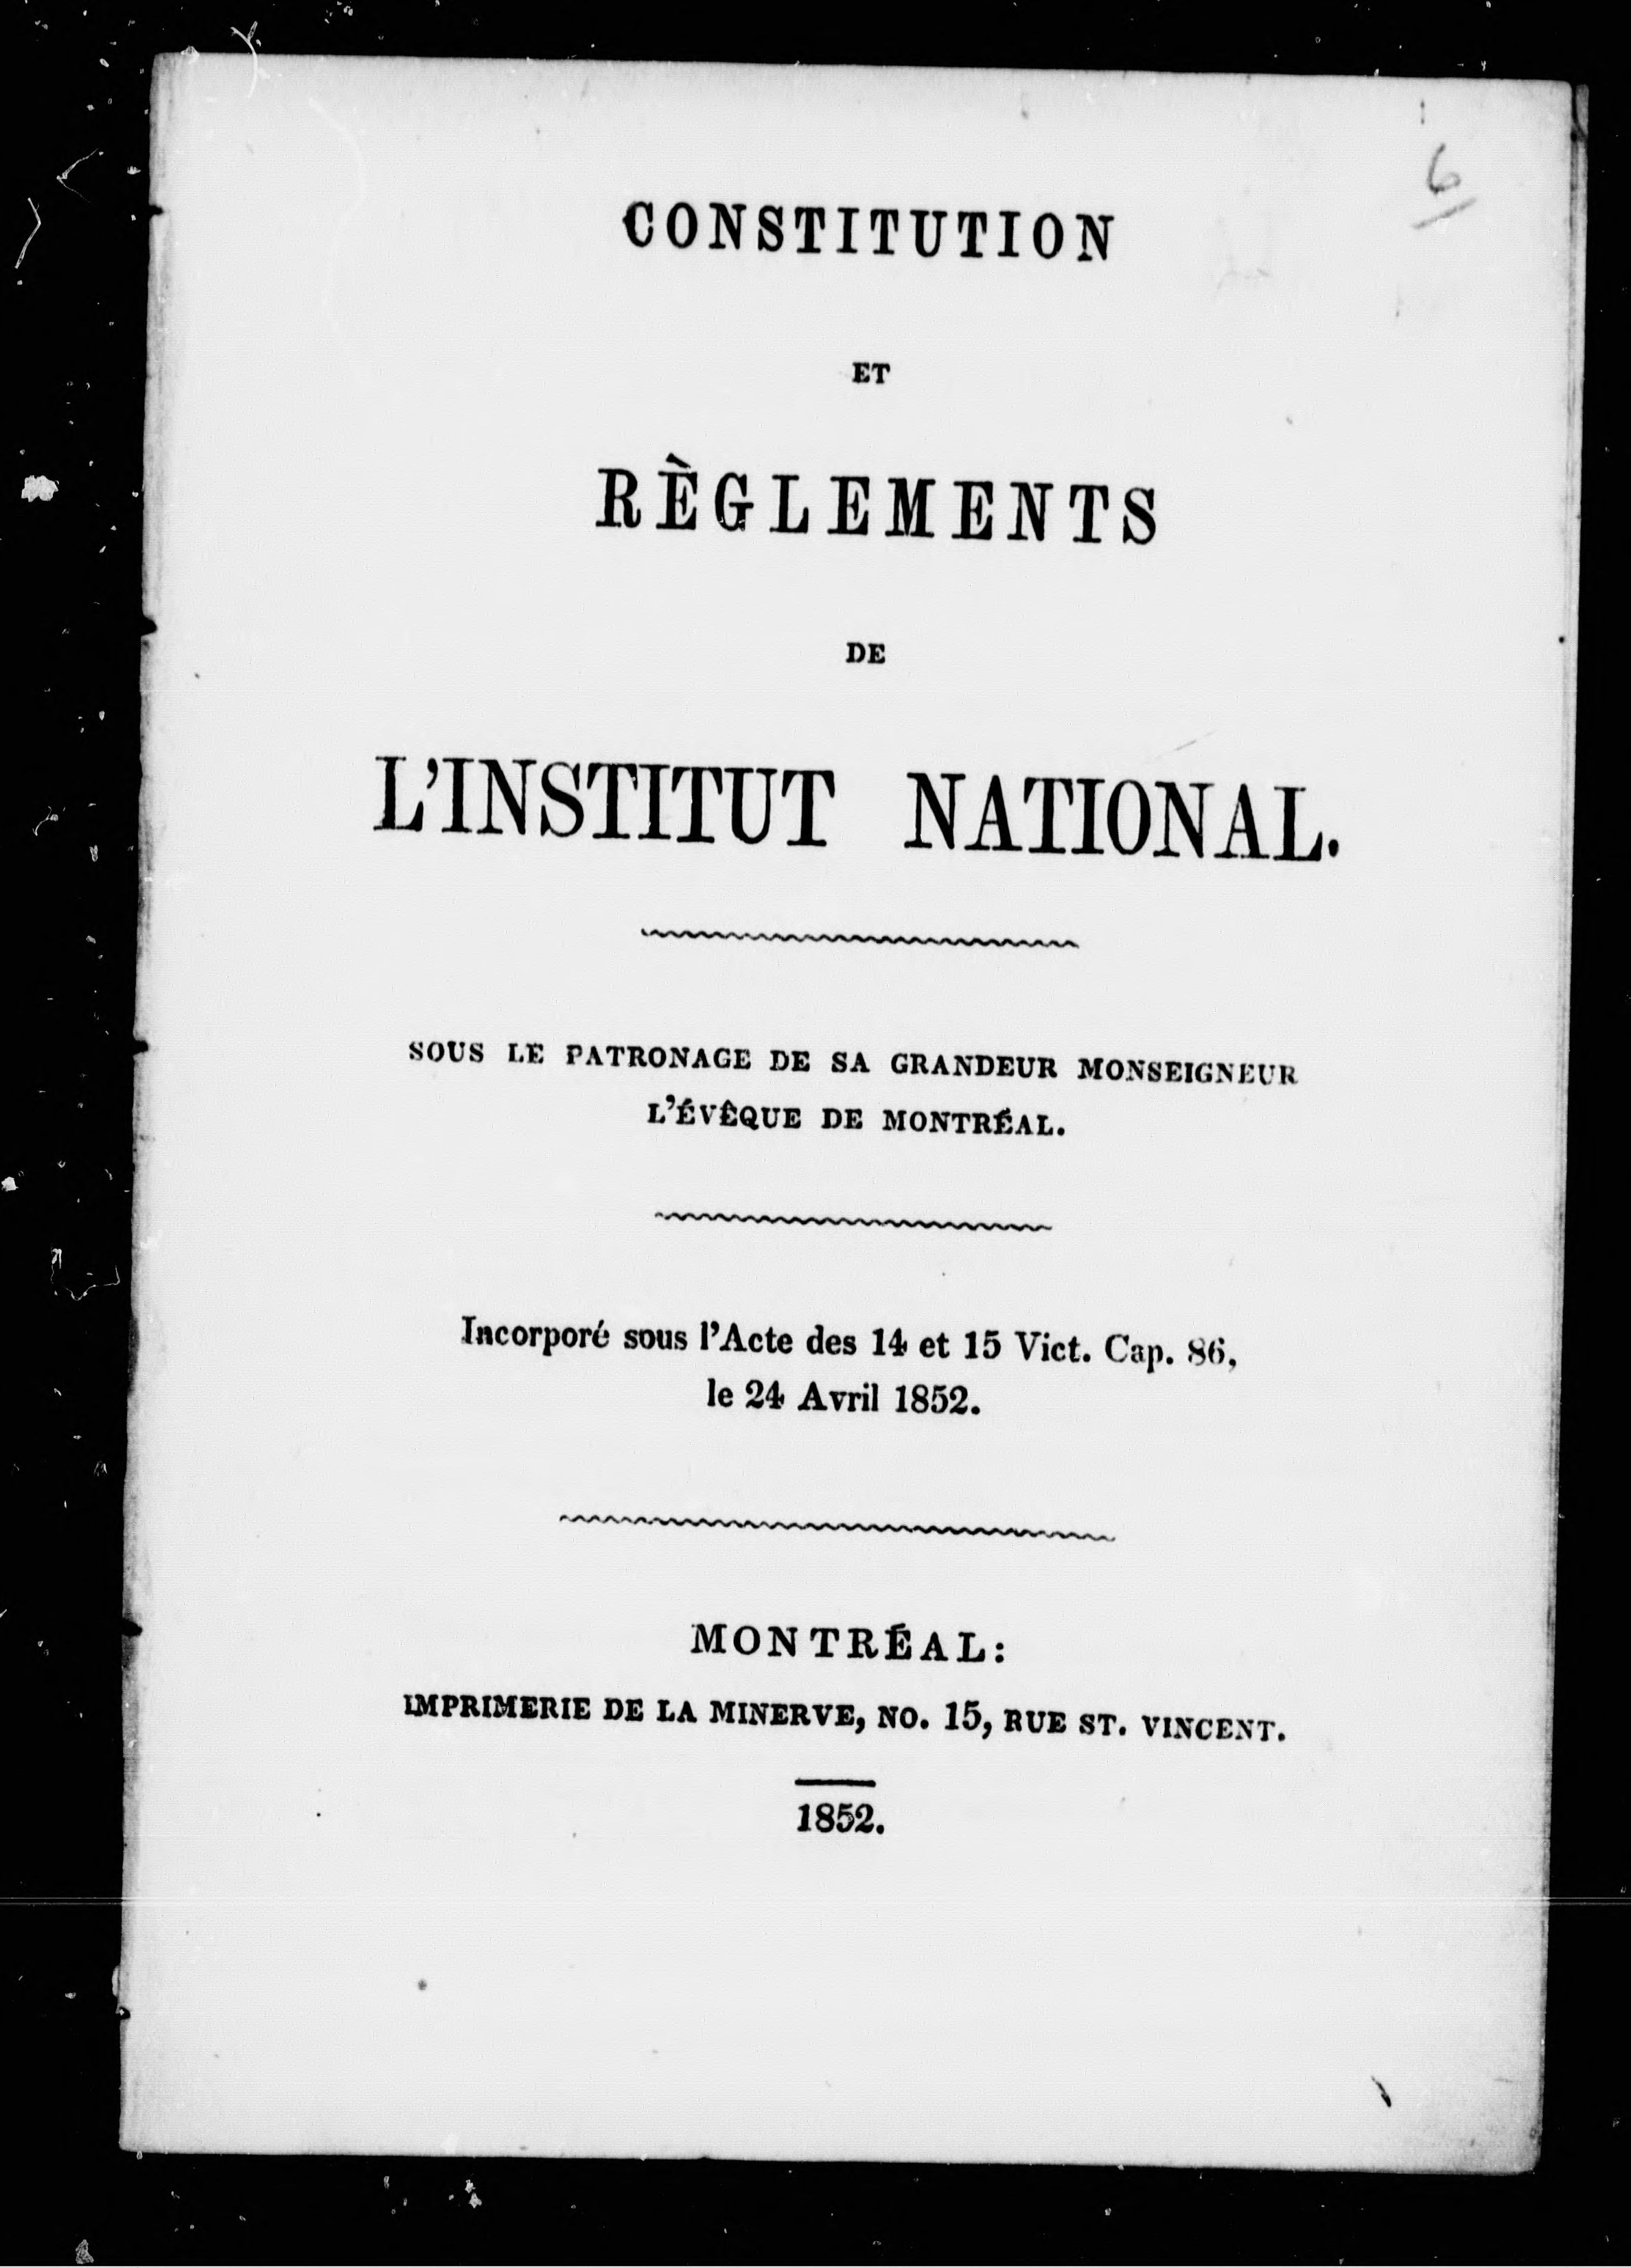 6
CONSTITUTION
ET
RÈGLEMENTS
DE
L'INSTITUT NATIONAL.
SOUS LE PATRONAGE DE SA GRANDEUR MONSEIGNEUR
L'ÉVÊQUE DE MONTRÉAL.
Incorporé sous l'Acte des 14 et 15 Vict. Cap. 86,
le 24 Avril 1852.
MONTRÉAL:
IMPRIMERIE DE LA MINERVE, NO. 15, RUE ST. VINCENT.
1852.